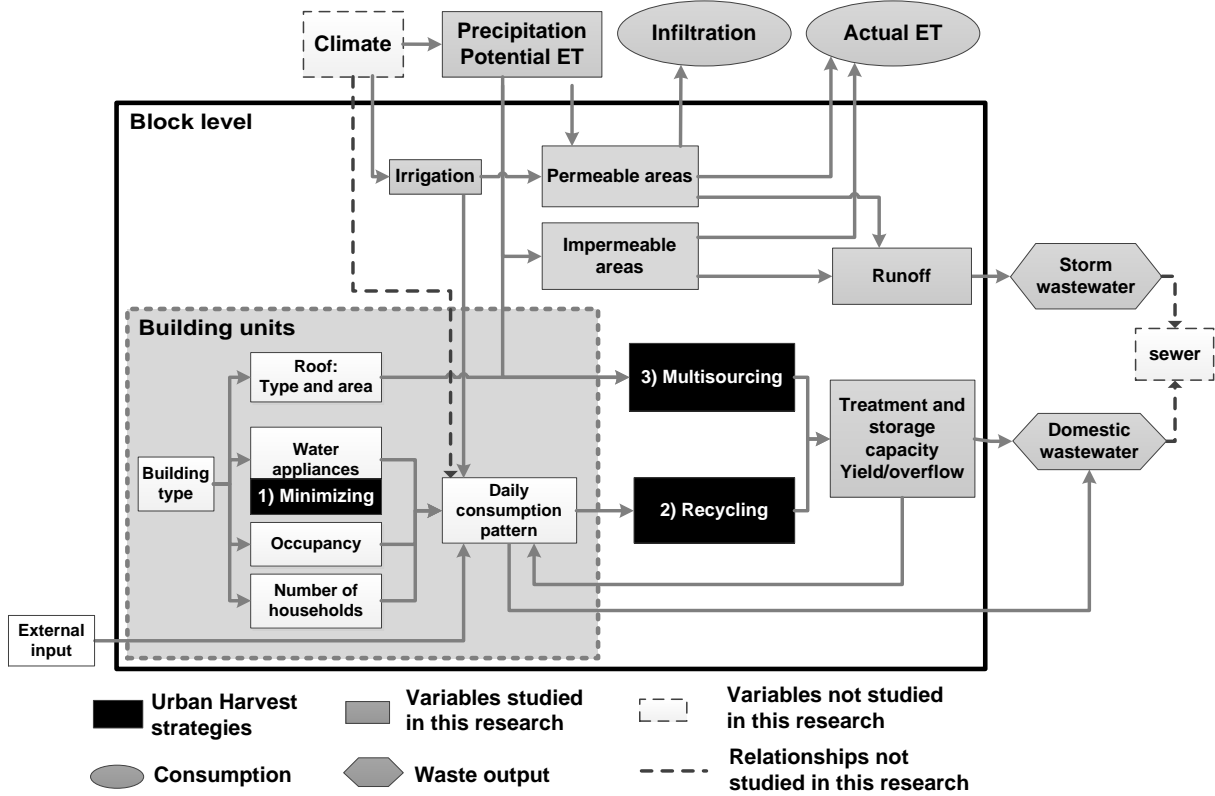 Climate
Precipitation
Potential ET
Infiltration
Actual ET
Block level
Irrigation
Permeable areas
Impermeable
areas
Runoff
Storm
wastewater
sewer
Building units
Roof:
Type and area
3) Multisourcing
Treatment and
storage
capacity
Yield/overflow
Domestic
wastewater
Building
type
Water
appliances
1) Minimizing
Daily
consumption
pattern
2) Recycling
Occupancy
Number of
households
External
input
Urban Harvest
strategies
Variables studied
in this research
Variables not studied
in this research
Consumption
Waste output
Relationships not
studied in this research